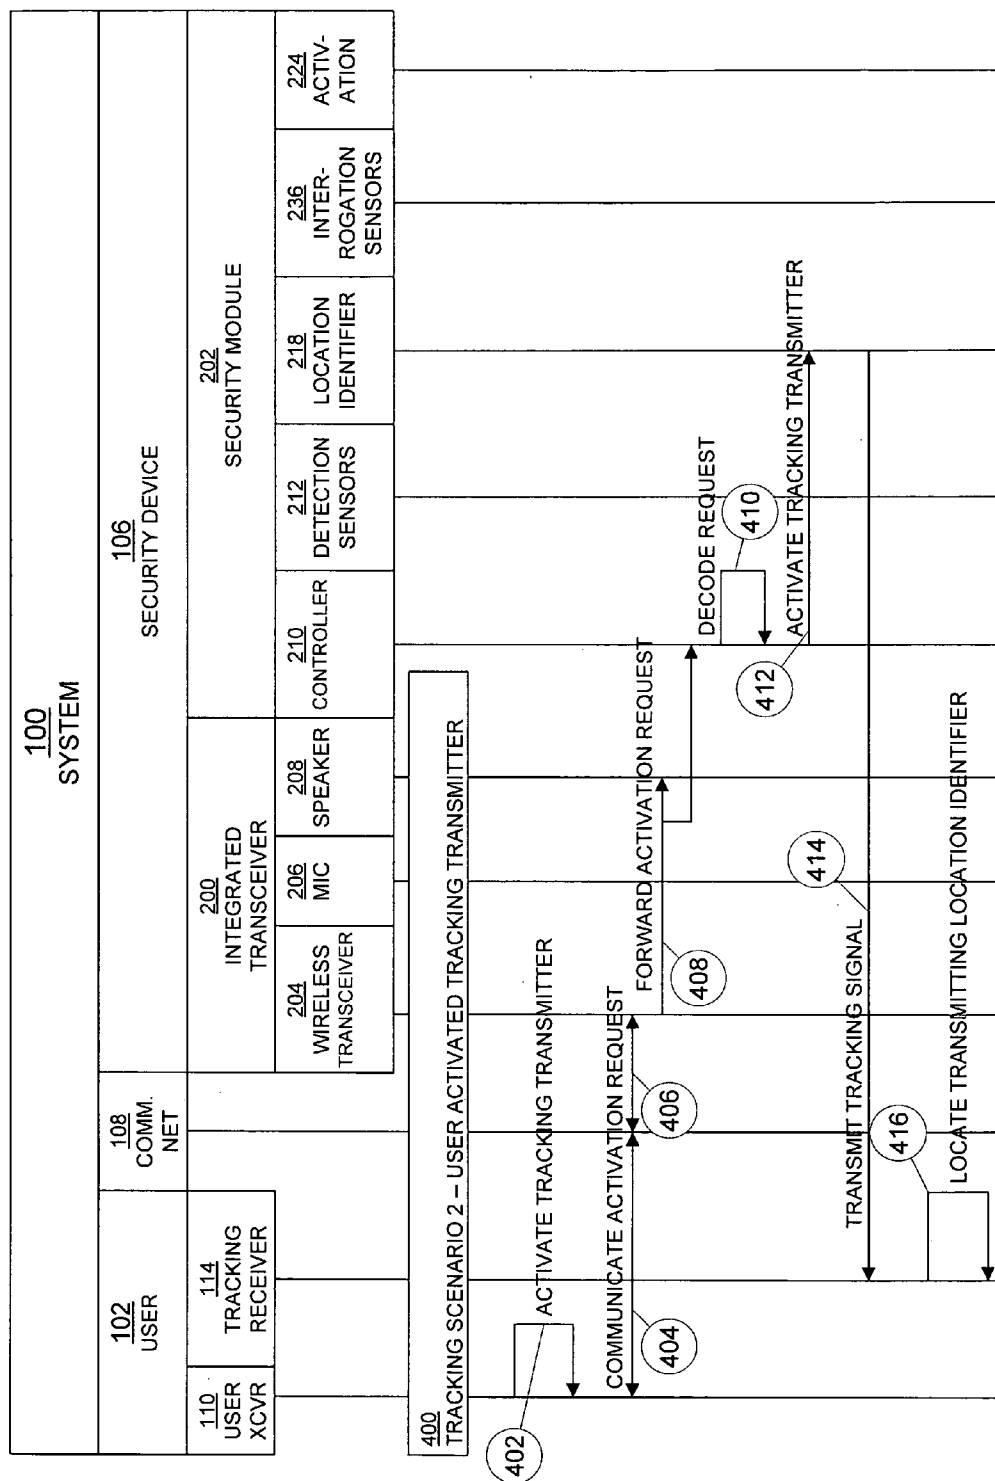 100
SYSTEM
102
USER
108
COMM.
NET
106
SECURITY DEVICE
200
INTEGRATED
TRANSCEIVER
202
SECURITY MODULE
110
USER
XCVR
114
TRACKING
RECEIVER
204
WIRELESS
TRANSCEIVER
206
MIC
208
SPEAKER
210
CONTROLLER
212
DETECTION
SENSORS
218
LOCATION
IDENTIFIER
236
INTER-
ROGATION
SENSORS
224
ACTIV-
ATION
400
TRACKING SCENARIO 2 – USER ACTIVATED TRACKING TRANSMITTER
402
ACTIVATE TRACKING TRANSMITTER
COMMUNICATE ACTIVATION REQUEST
404
406
FORWARD ACTIVATION REQUEST
408
DECODE REQUEST
410
412
ACTIVATE TRACKING TRANSMITTER
TRANSMIT TRACKING SIGNAL
414
416
LOCATE TRANSMITTING LOCATION IDENTIFIER